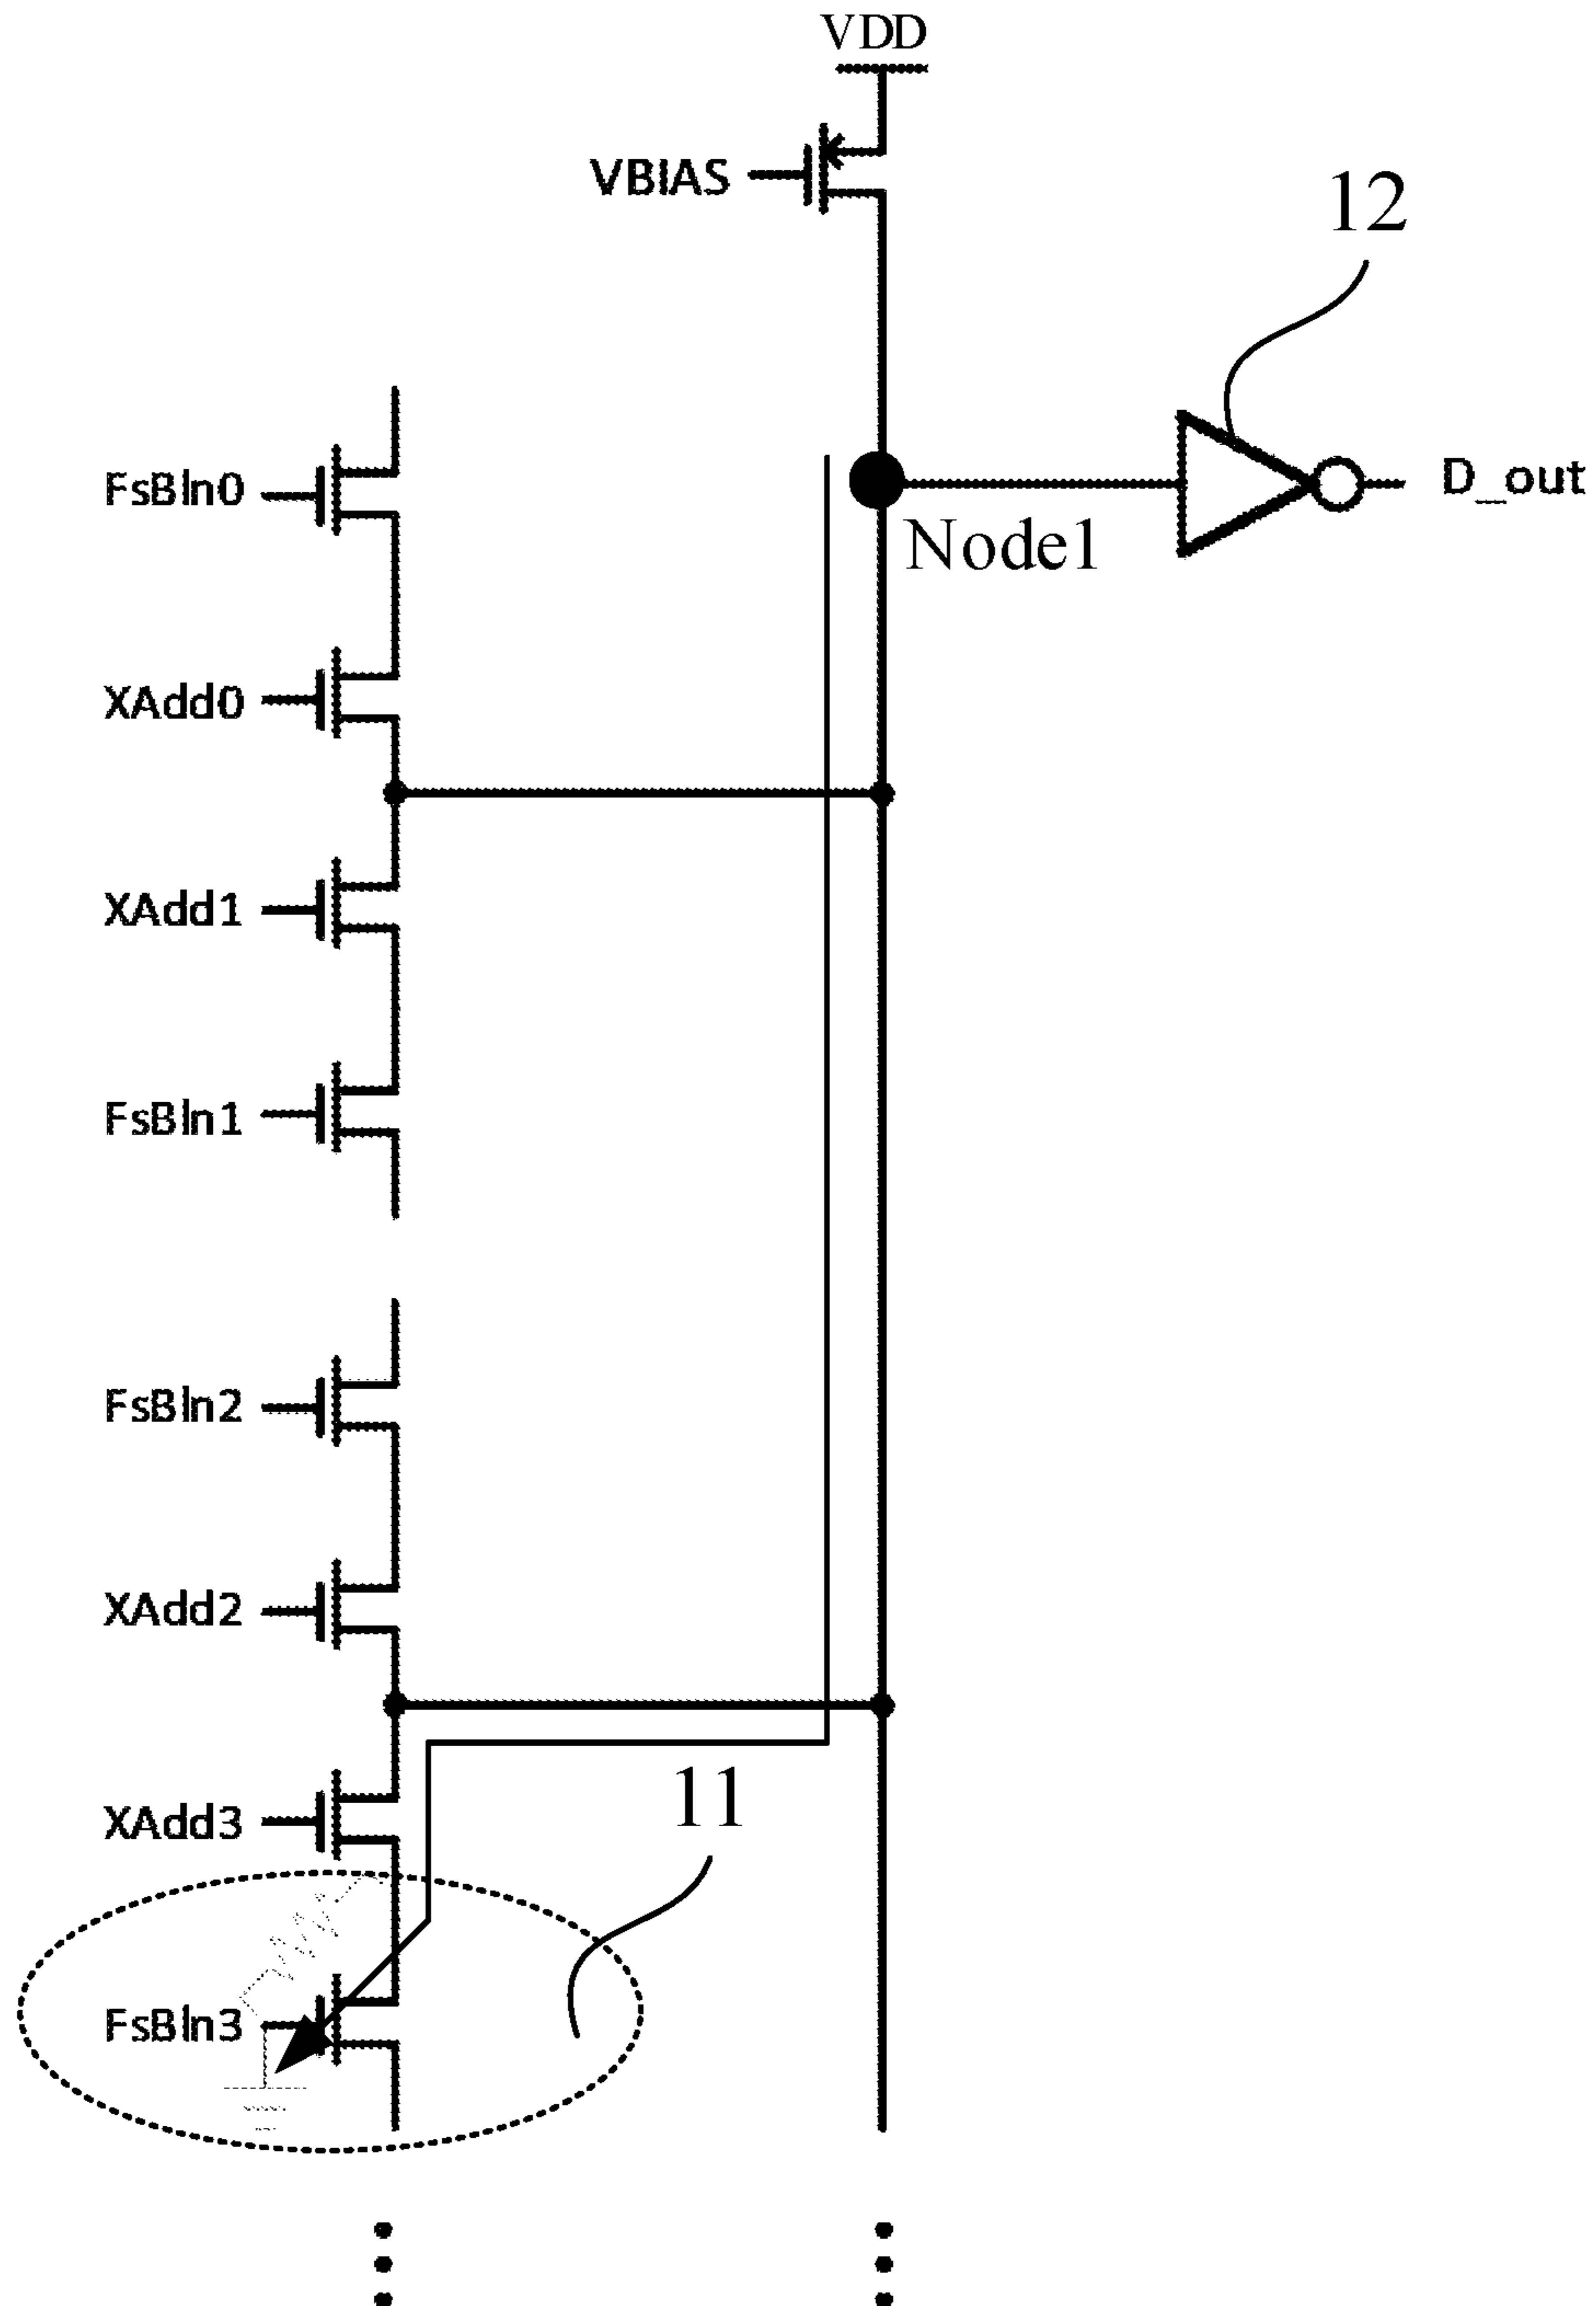 VDD
VBIAS
12
FsBln0
D_out
Node1
XAdd0
XAdd1
FsBln1
FsBln2
XAdd2
11
XAdd3
FsBln3